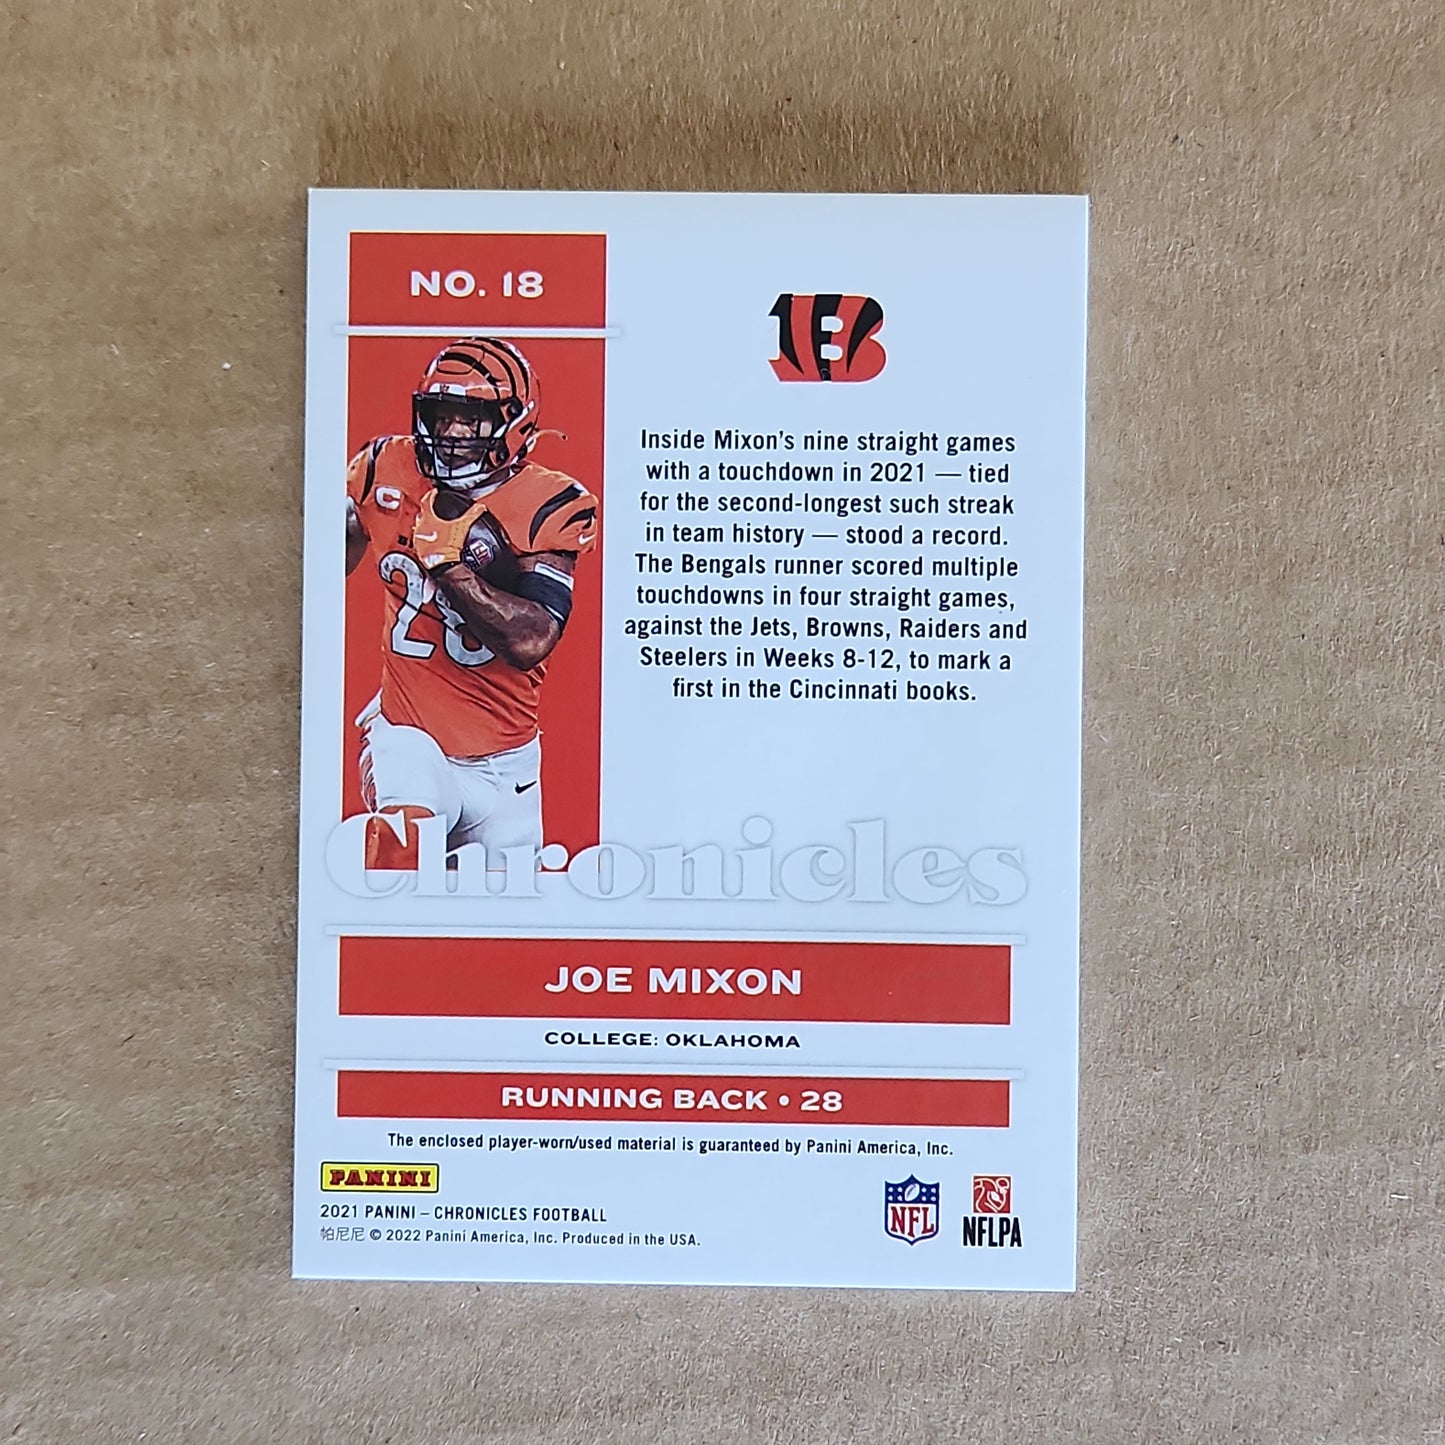 NO. 18
B
Inside Mixon's nine straight games
with a touchdown in 2021 — tied
for the second-longest such streak
in team history — stood a record.
The Bengals runner scored multiple
touchdowns in four straight games,
against the Jets, Browns, Raiders and
Steelers in Weeks 8-12, to mark a
first in the Cincinnati books.
C
28
Chronicles
JOE MIXON
COLLEGE: OKLAHOMA
RUNNING BACK • 28
The enclosed player-worn/used material is guaranteed by Panini America, Inc.
PANINI
2021 PANINI – CHRONICLES FOOTBALL
帕尼尼 © 2022 Panini America, Inc. Produced in the USA.
NFL
NFLPA